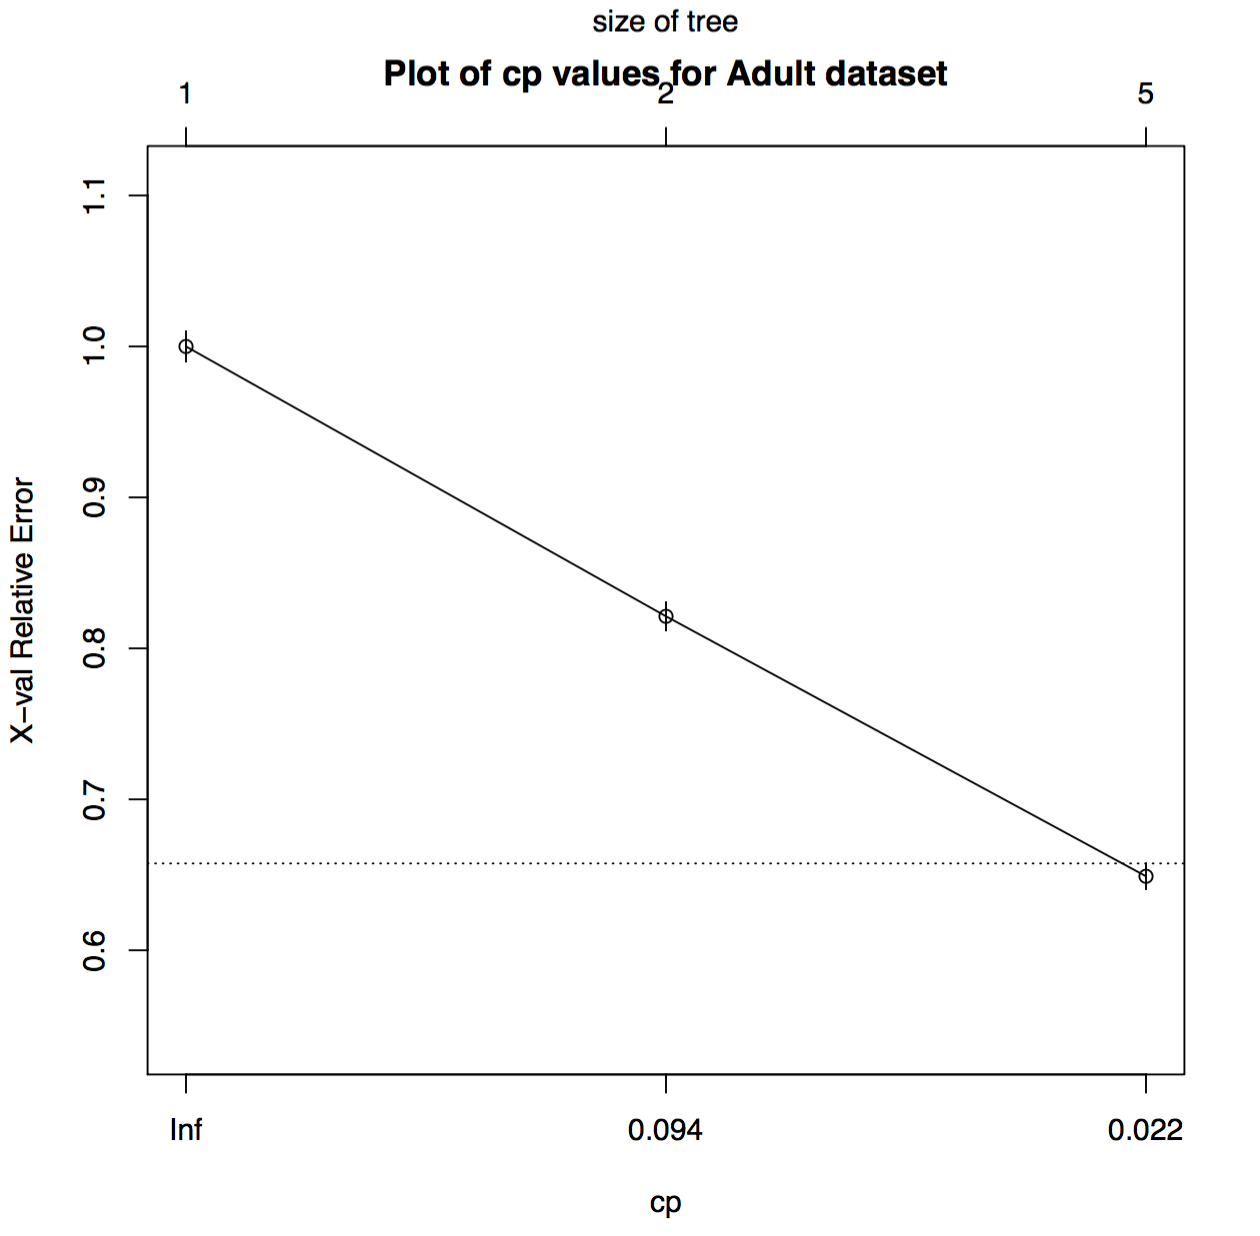 size of tree
Plot of cp values for Adult dataset
1 2 5
1.1
1.0
0.9
0.8
0.7
0.6
X−val Relative Error
Inf 0.094 0.022
cp